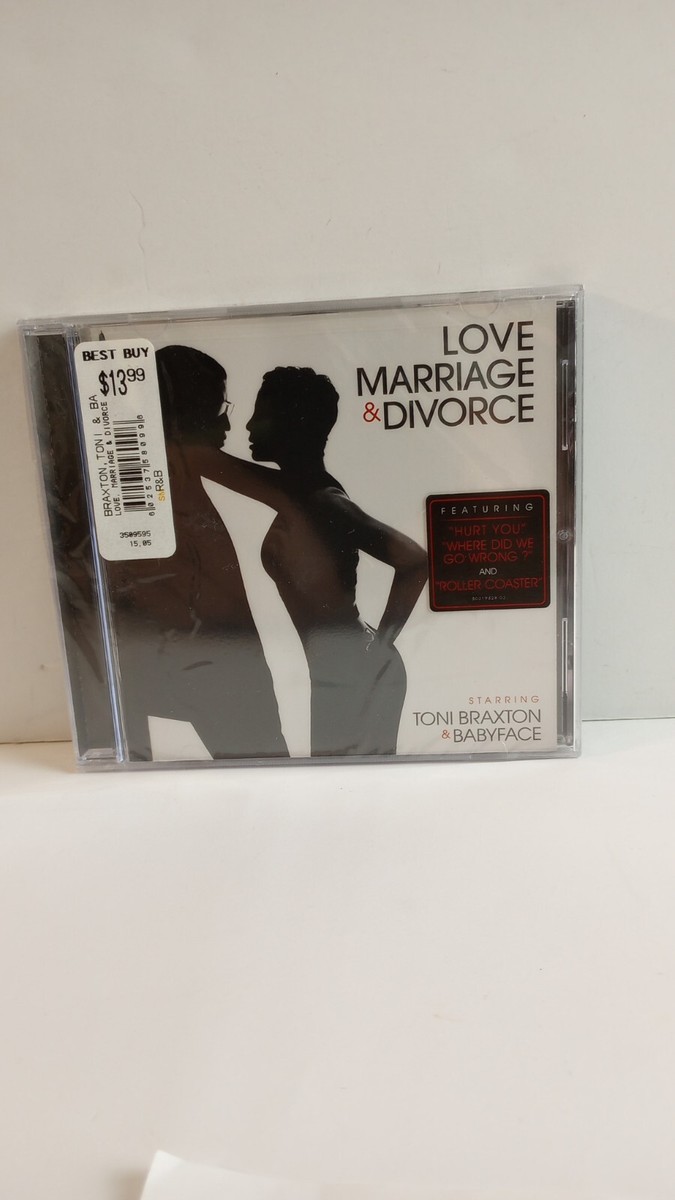 BEST BUY
$13.99
BRAXTON,TONI & BA
LOVE, MARRIAGE & DIVORCE
R&B
3509595
15.05
LOVE
MARRIAGE
& DIVORCE
FEATURING
"HURT YOU"
"WHERE DID WE
GO WRONG ?"
AND
"ROLLER COASTER"
STARRING
TONI BRAXTON
& BABYFACE